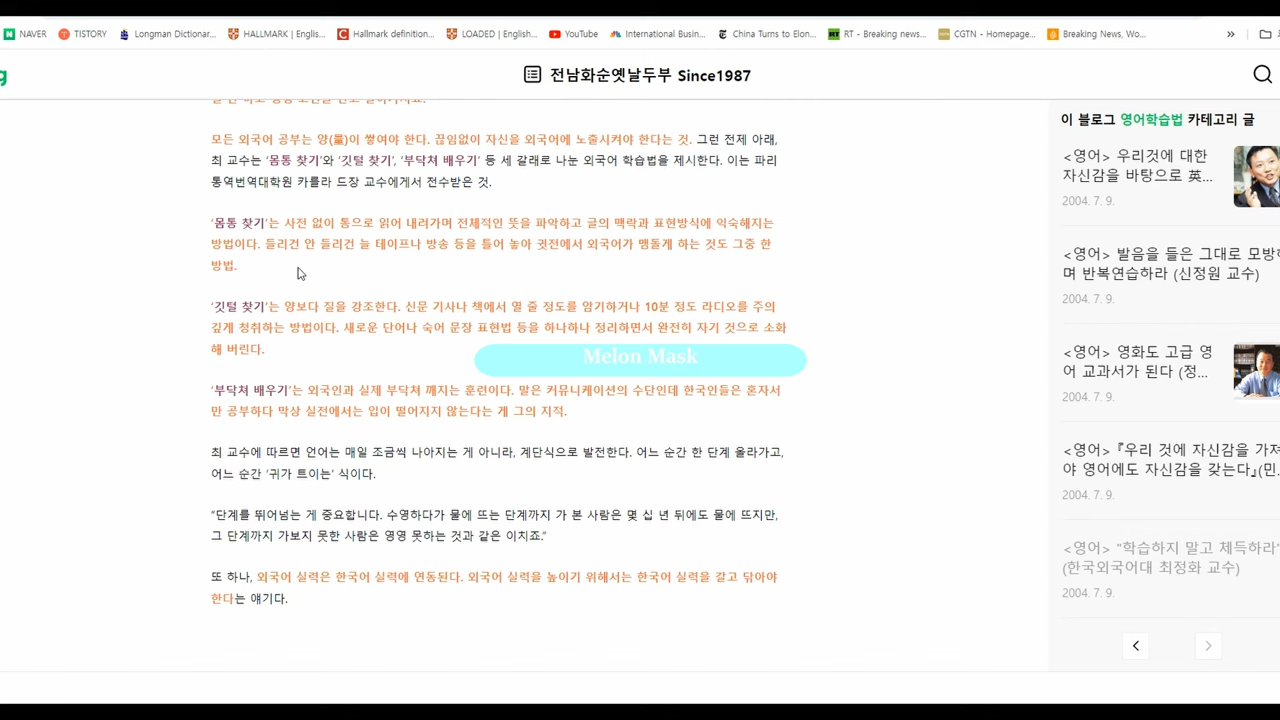 NAVER
TISTORY
Longman Dictionar...
HALLMARK | Englis...
Hallmark definition...
LOADED | English...
YouTube
International Busin...
China Turns to Elon...
RT - Breaking news...
CGTN - Homepage...
Breaking News, Wo...
»
전남화순옛날두부 Since1987
모든 외국어 공부는 양(量)이 쌓여야 한다. 끊임없이 자신을 외국어에 노출시켜야 한다는 것. 그런 전제 아래,
최 교수는 '몸통 찾기'와 '깃털 찾기', '부닥쳐 배우기' 등 세 갈래로 나눈 외국어 학습법을 제시한다. 이는 파리
통역번역대학원 카를라 드장 교수에게서 전수받은 것.
'몸통 찾기'는 사전 없이 통으로 읽어 내려가며 전체적인 뜻을 파악하고 글의 맥락과 표현방식에 익숙해지는
방법이다. 들리건 안 들리건 늘 테이프나 방송 등을 틀어 놓아 귓전에서 외국어가 맴돌게 하는 것도 그중 한
방법.
'깃털 찾기'는 양보다 질을 강조한다. 신문 기사나 책에서 열 줄 정도를 암기하거나 10분 정도 라디오를 주의
깊게 청취하는 방법이다. 새로운 단어나 숙어 문장 표현법 등을 하나하나 정리하면서 완전히 자기 것으로 소화
해 버린다.
Melon Mask
'부닥쳐 배우기'는 외국인과 실제 부닥쳐 깨지는 훈련이다. 말은 커뮤니케이션의 수단인데 한국인들은 혼자서
만 공부하다 막상 실전에서는 입이 떨어지지 않는다는 게 그의 지적.
최 교수에 따르면 언어는 매일 조금씩 나아지는 게 아니라, 계단식으로 발전한다. 어느 순간 한 단계 올라가고,
어느 순간 '귀가 트이는' 식이다.
"단계를 뛰어넘는 게 중요합니다. 수영하다가 물에 뜨는 단계까지 가 본 사람은 몇 십 년 뒤에도 물에 뜨지만,
그 단계까지 가보지 못한 사람은 영영 못하는 것과 같은 이치죠."
또 하나, 외국어 실력은 한국어 실력에 연동된다. 외국어 실력을 높이기 위해서는 한국어 실력을 갈고 닦아야
한다는 얘기다.
이 블로그 영어학습법 카테고리 글
<영어> 우리것에 대한
자신감을 바탕으로 英...
2004. 7. 9.
<영어> 발음을 들은 그대로 모방하
며 반복연습하라 (신정원 교수)
2004. 7. 9.
<영어> 영화도 고급 영
어 교과서가 된다 (정...
2004. 7. 9.
<영어>『우리 것에 자신감을 가져
야 영어에도 자신감을 갖는다』(민.
2004. 7. 9.
<영어> "학습하지 말고 체득하라"
(한국외국어대 최정화 교수)
2004. 7. 9.